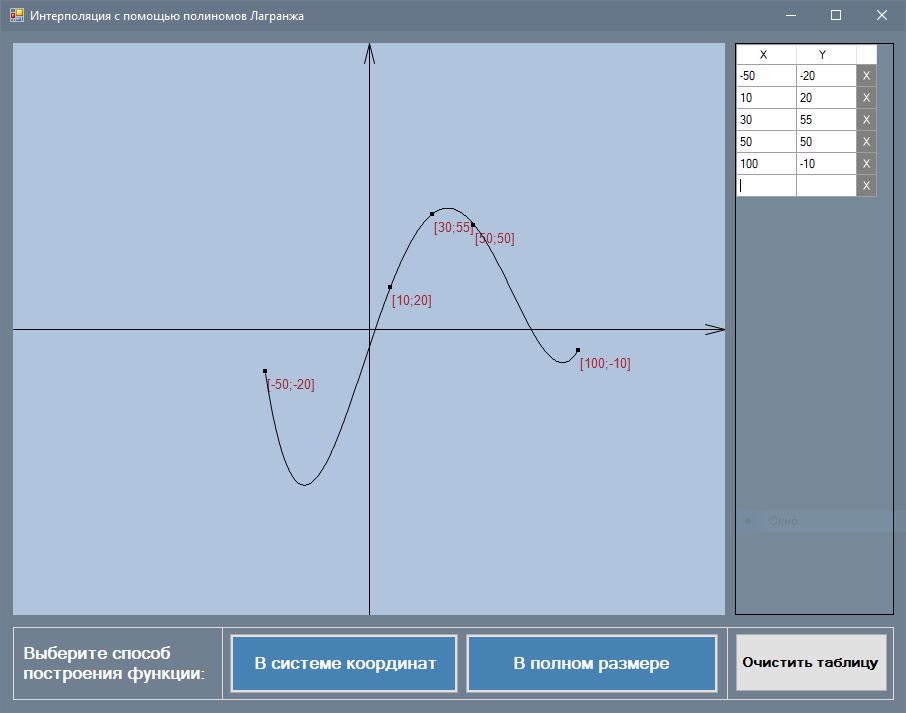 Интерполяция с помощью полиномов Лагранжа
X Y
-50 -20 X
10 20 X
30 55 X
50 50 X
100 -10 X
X
[30;55]
[50;50]
[10;20]
[100;-10]
[-50;-20]
Окно
Выберите способ
построения функции:
В системе координат
В полном размере
Очистить таблицу